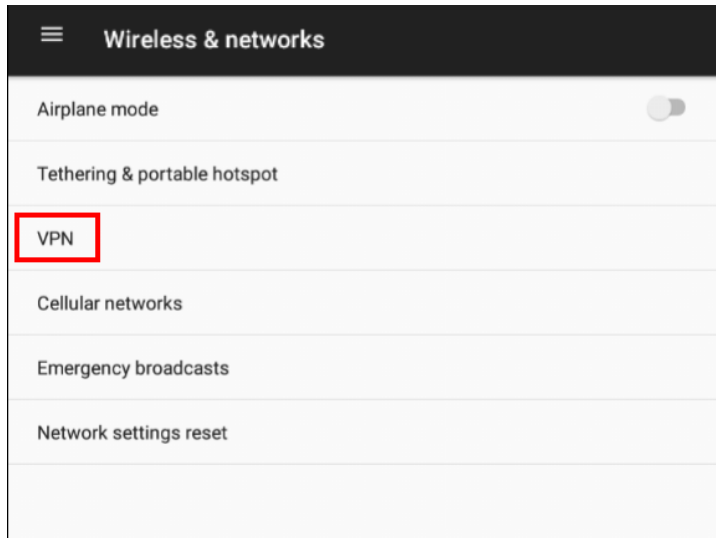 Wireless & networks
Airplane mode
Tethering & portable hotspot
VPN
Cellular networks
Emergency broadcasts
Network settings reset